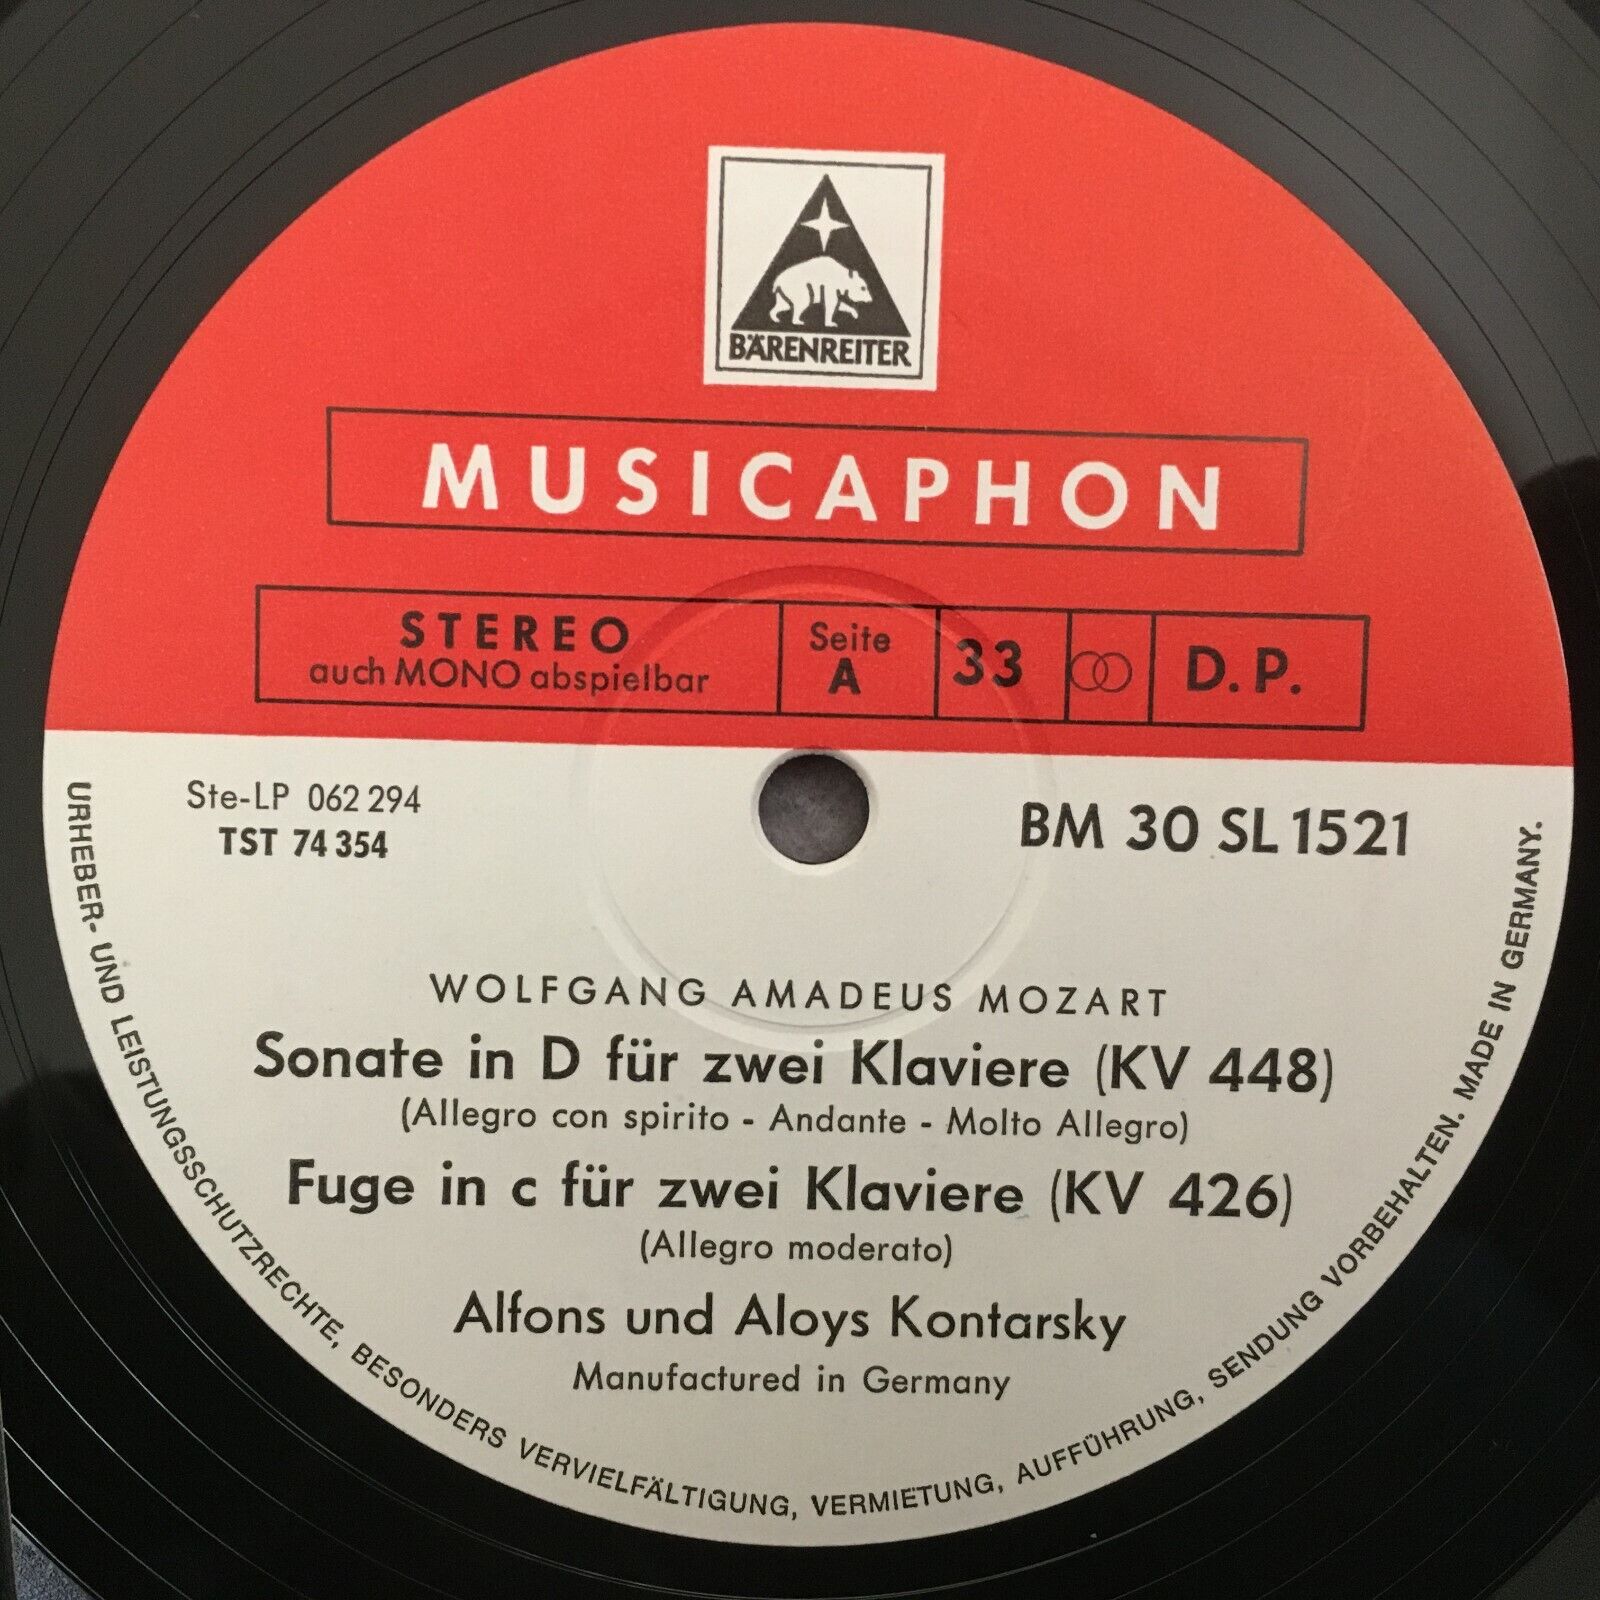 BÄRENREITER
MUSICAPHON
STEREO
auch MONO abspielbar
Seite
A
33
D.P.
Ste-LP 062 294
TST 74 354
BM 30 SL 1521
WOLFGANG AMADEUS MOZART
Sonate in D für zwei Klaviere (KV 448)
(Allegro con spirito - Andante - Molto Allegro)
Fuge in c für zwei Klaviere (KV 426)
(Allegro moderato)
Alfons und Aloys Kontarsky
Manufactured in Germany
URHEBER- UND LEISTUNGSSCHUTZRECHTE, BESONDERS VERVIELFÄLTIGUNG, VERMIETUNG, AUFFÜHRUNG, SENDUNG VORBEHALTEN. MADE IN GERMANY.